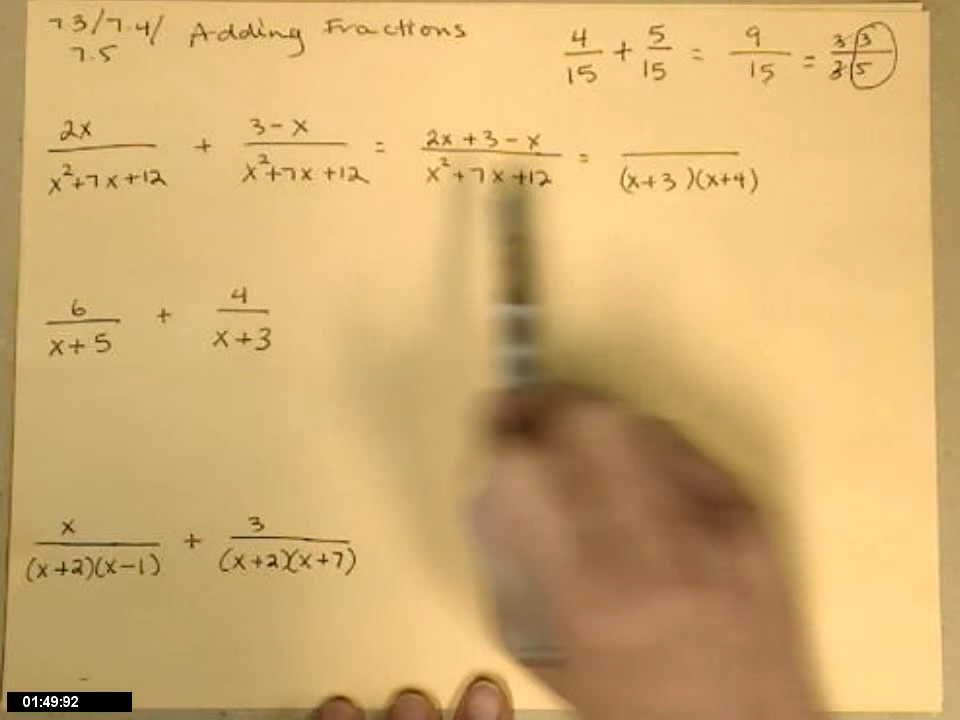 7 3/7.4/ Adding Fractions
7.5
4/15 + 5/15 = 9/15 = 3·3/3·5
2x/x²+7x+12 + 3-x/x²+7x+12 = 2x+3-x/x²+7x+12 = /(x+3)(x+4)
6/x+5 + 4/x+3
x/(x+2)(x-1) + 3/(x+2)(x+7)
01:49:92